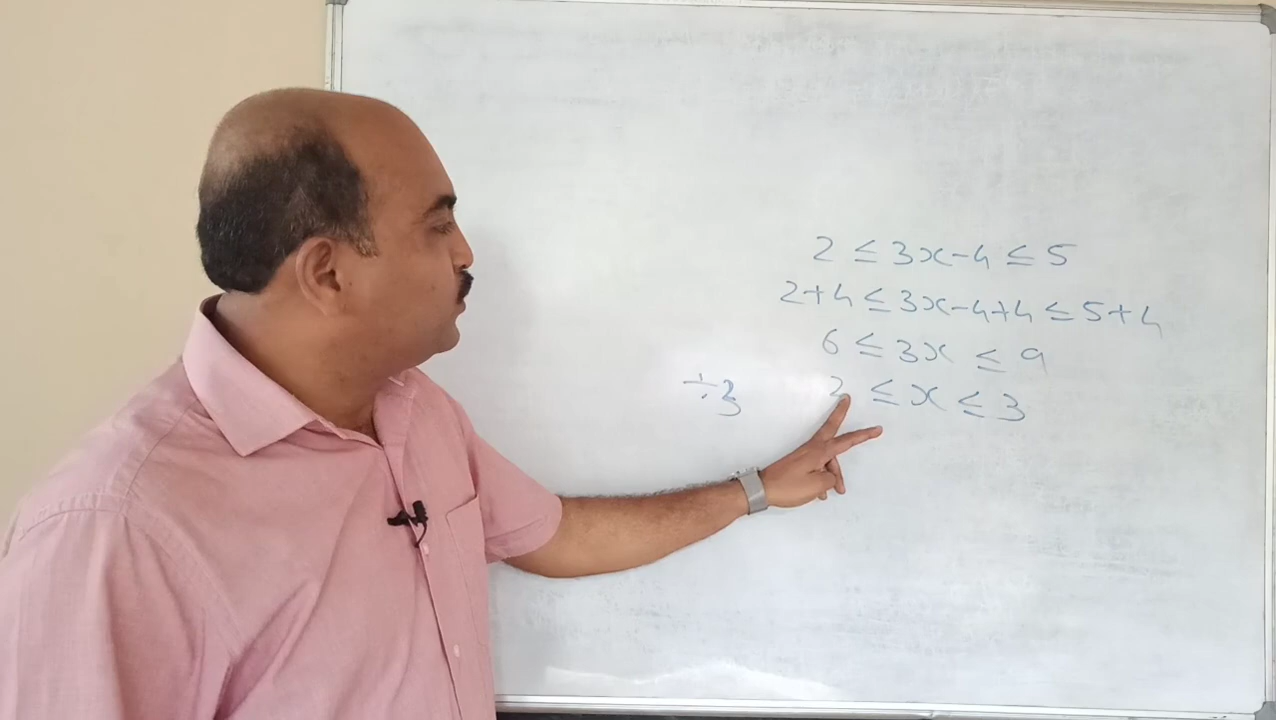 2 ≤ 3x-4 ≤ 5
2+4 ≤ 3x-4+4 ≤ 5+4
6 ≤ 3x ≤ 9
÷3 2 ≤ x ≤ 3